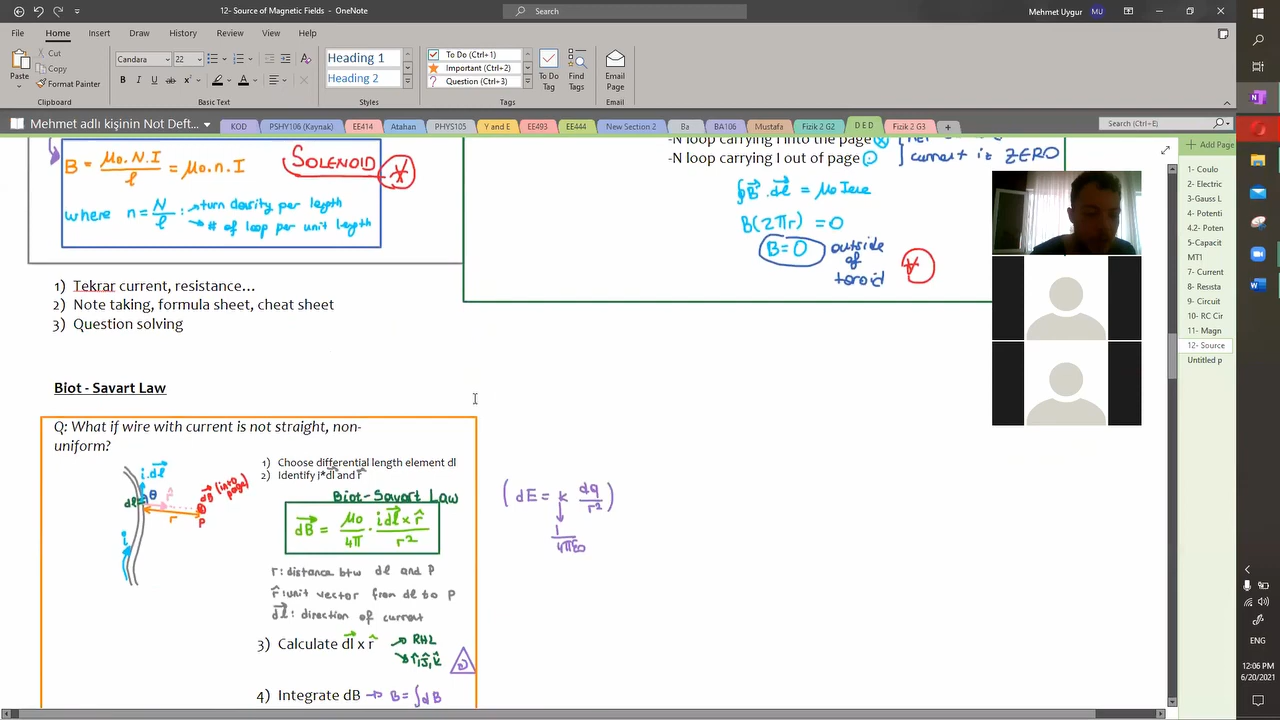 12- Source of Magnetic Fields - OneNote
Search
Mehmet Uygur
MU
File Home Insert Draw History Review View Help
Paste
Cut
Copy
Format Painter
Clipboard
Candara 22
Basic Text
Heading 1
Heading 2
Styles
To Do (Ctrl+1)
Important (Ctrl+2)
Question (Ctrl+3)
Tags
To Do Tag
Find Tags
Email Page
Email
Mehmet adlı kişinin Not Deft...
KOD PSHY106 (Kaynak) EE414 Atahan PHYS105 Y and E EE493 EE444 New Section 2 Ba BA106 Mustafa Fizik 2 G2 D E D Fizik 2 G3 +
Search (Ctrl+E)
Add Page
1- Coulo
2- Electric
3-Gauss L
4- Potenti
4.2- Poten
5-Capacit
MT1
7- Current
8- Resista
9- Circuit
10- RC Cir
11- Magn
12- Source
Untitled p
B = μ0.N.I / l = μ0.n.I
SOLENOID
where n = N/l : → turn density per length
→ # of loop per unit length
-N loop carrying I into the page
-N loop carrying I out of page
current is ZERO
∮B.dl = μ0 Ienc
B(2πr) = 0
B=0 outside of toroid
1) Tekrar current, resistance…
2) Note taking, formula sheet, cheat sheet
3) Question solving
Biot - Savart Law
Q: What if wire with current is not straight, non-
uniform?
1) Choose differential length element dl
2) Identify i*dl and r
i.dl
dl
θ
r̂
r
dB (into page)
P
i
Biot-Savart Law
dB = μ0/4π . i dl x r̂ / r²
r: distance btw dl and P
r̂: unit vector from dl to P
dl: direction of current
3) Calculate dl x r̂ → RHR
→ î, ĵ, k̂
4) Integrate dB → B = ∫dB
(dE = k dq/r²)
1/4πε0
ENG
12:06 PM
6/20/2021